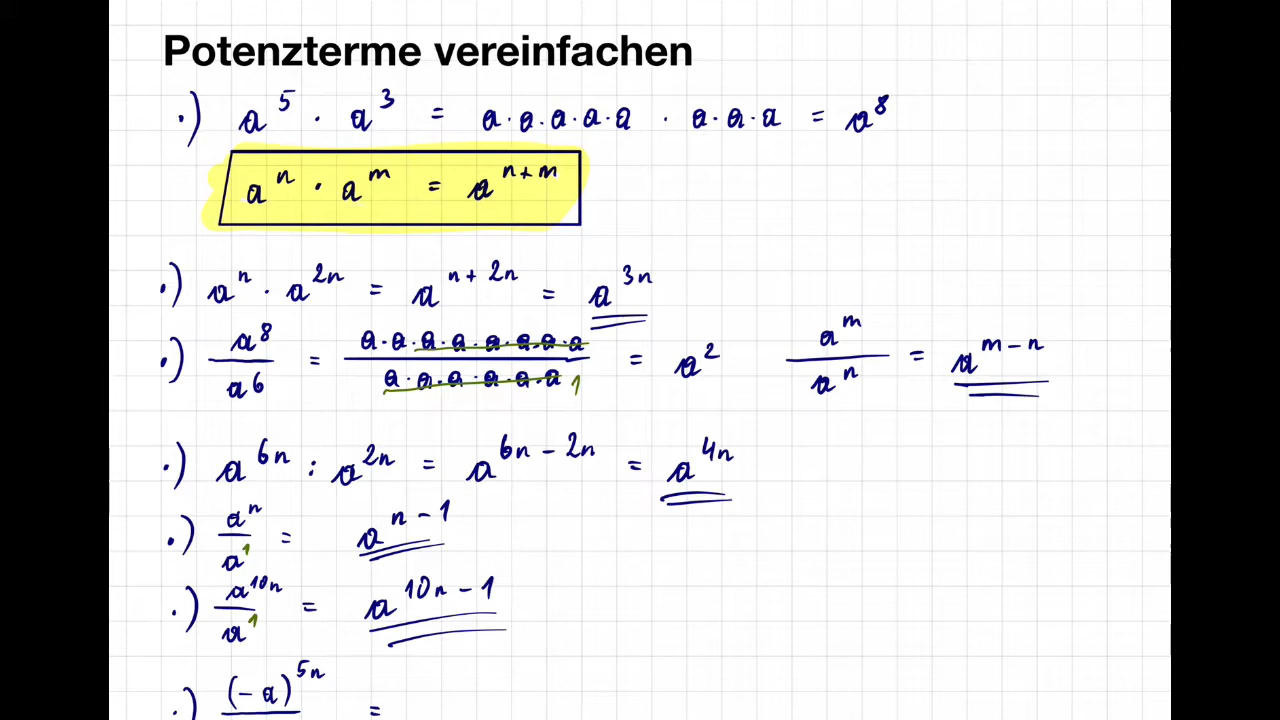 Potenzterme vereinfachen
·) a⁵ · a³ = a·a·a·a·a · a·a·a = a⁸
aⁿ · aᵐ = aⁿ⁺ᵐ
·) aⁿ · a²ⁿ = aⁿ⁺²ⁿ = a³ⁿ
·) a⁸/a⁶ = a·a·a·a·a·a·a·a / a·a·a·a·a·a 1 = a² aᵐ/aⁿ = aᵐ⁻ⁿ
·) a⁶ⁿ : a²ⁿ = a⁶ⁿ⁻²ⁿ = a⁴ⁿ
·) aⁿ/a¹ = aⁿ⁻¹
·) a¹⁰ⁿ/a¹ = a¹⁰ⁿ⁻¹
·) (-a)⁵ⁿ =